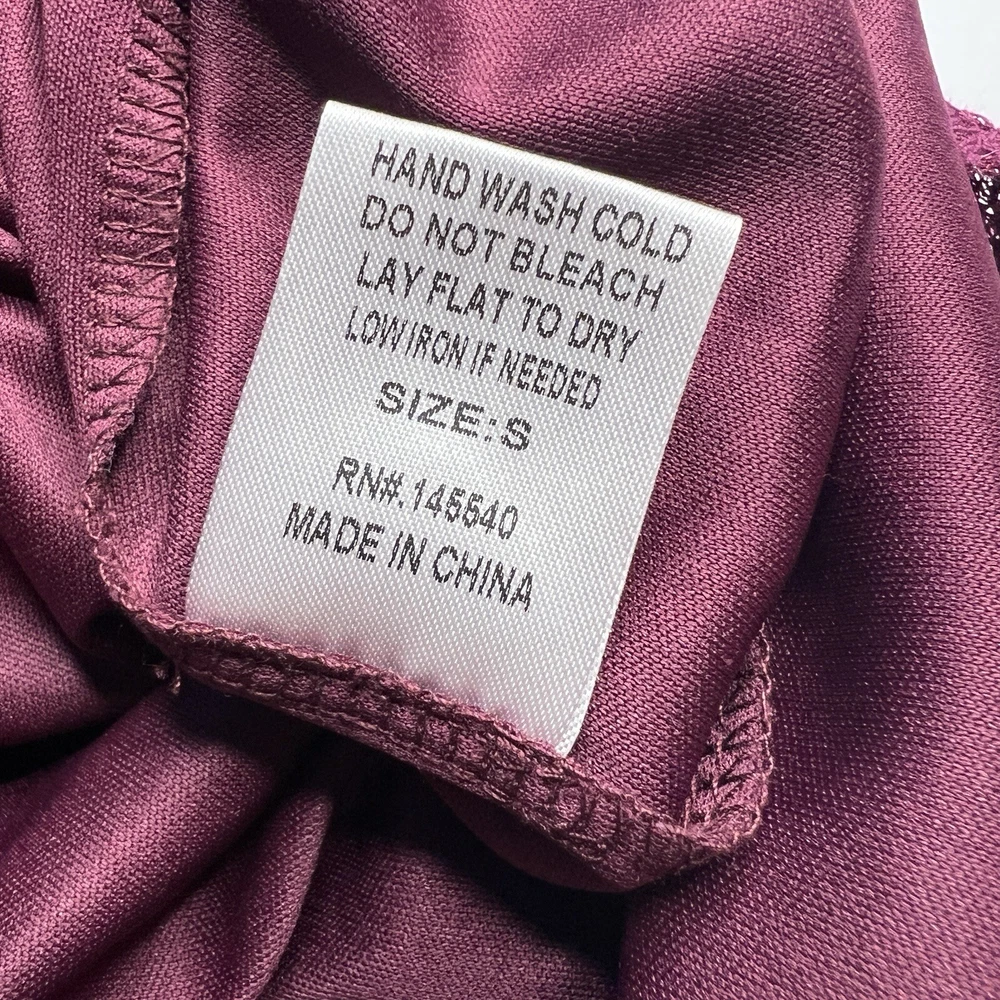 HAND WASH COLD
DO NOT BLEACH
LAY FLAT TO DRY
LOW IRON IF NEEDED
SIZE:S
RN#.145540
MADE IN CHINA